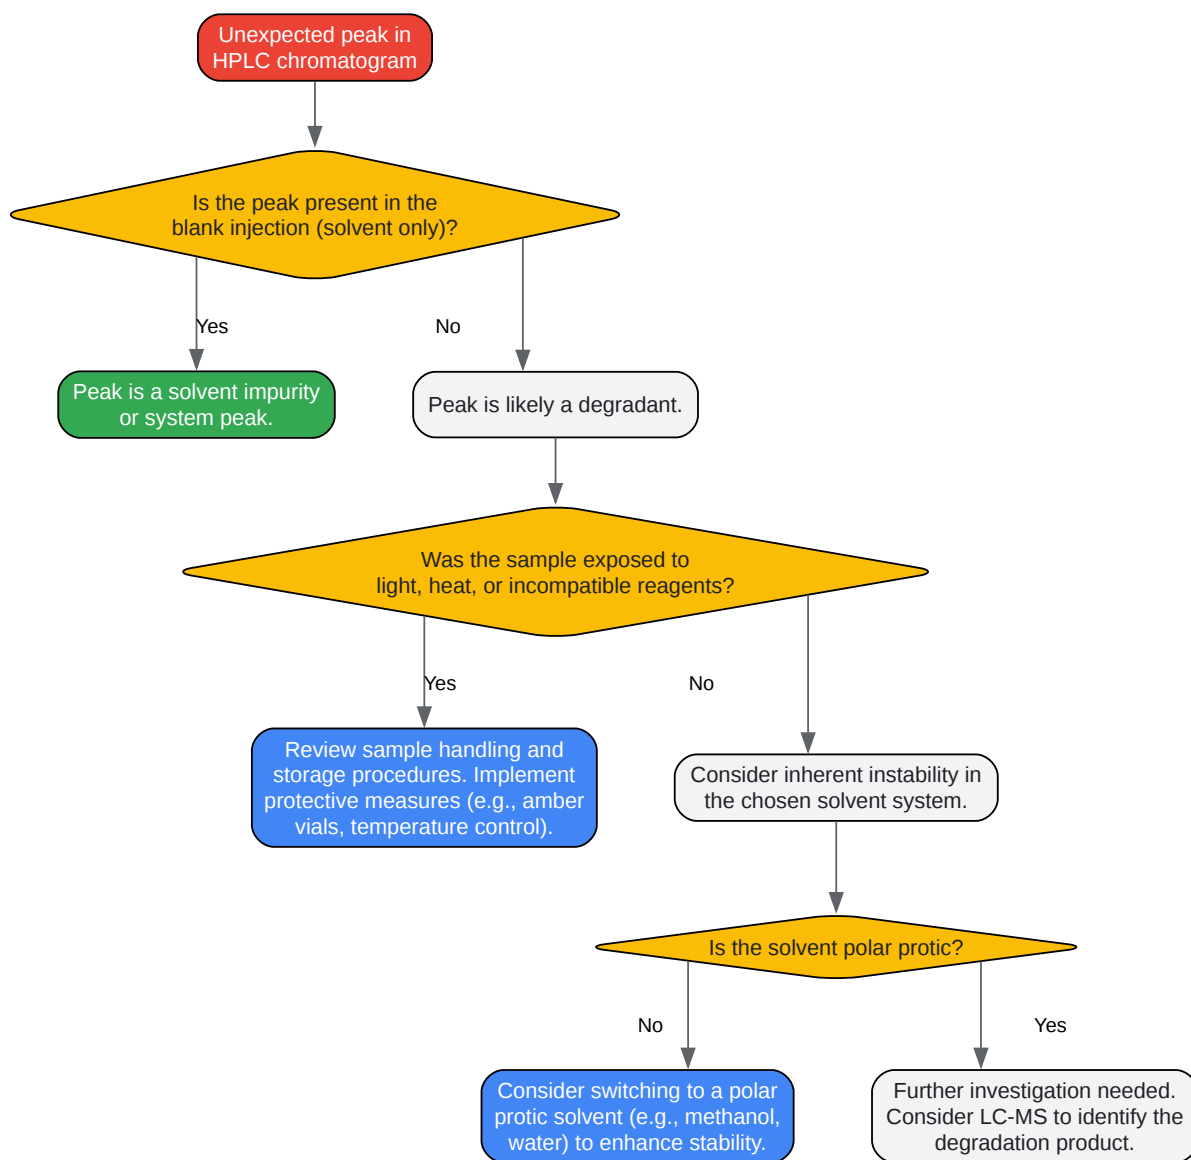 Unexpected peak in
HPLC chromatogram
Is the peak present in the
blank injection (solvent only)?
Yes
No
Peak is a solvent impurity
or system peak.
Peak is likely a degradant.
Was the sample exposed to
light, heat, or incompatible reagents?
Yes
No
Review sample handling and
storage procedures. Implement
protective measures (e.g., amber
vials, temperature control).
Consider inherent instability in
the chosen solvent system.
Is the solvent polar protic?
No
Yes
Consider switching to a polar
protic solvent (e.g., methanol,
water) to enhance stability.
Further investigation needed.
Consider LC-MS to identify the
degradation product.